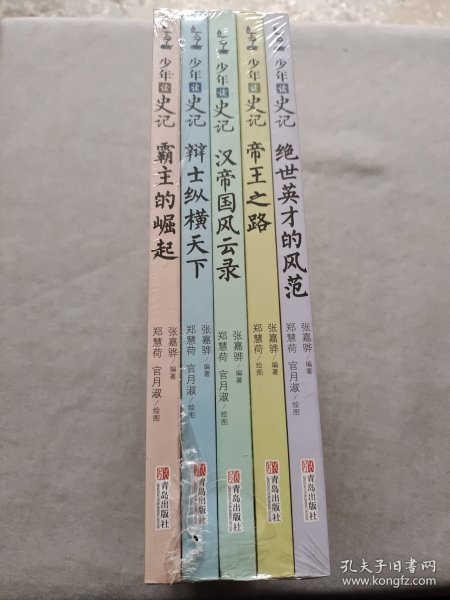 少年读史记
霸主的崛起
张嘉骅/编著
郑慧荷 官月淑/绘图
青岛出版社
少年读史记
辩士纵横天下
张嘉骅/编著
郑慧荷 官月淑/绘图
青岛出版社
少年读史记
汉帝国风云录
张嘉骅/编著
郑慧荷 官月淑/绘图
青岛出版社
少年读史记
帝王之路
张嘉骅/编著
郑慧荷/绘图
青岛出版社
少年读史记
绝世英才的风范
张嘉骅/编著
郑慧荷 官月淑/绘图
青岛出版社
孔夫子旧书网
www.kongfz.com